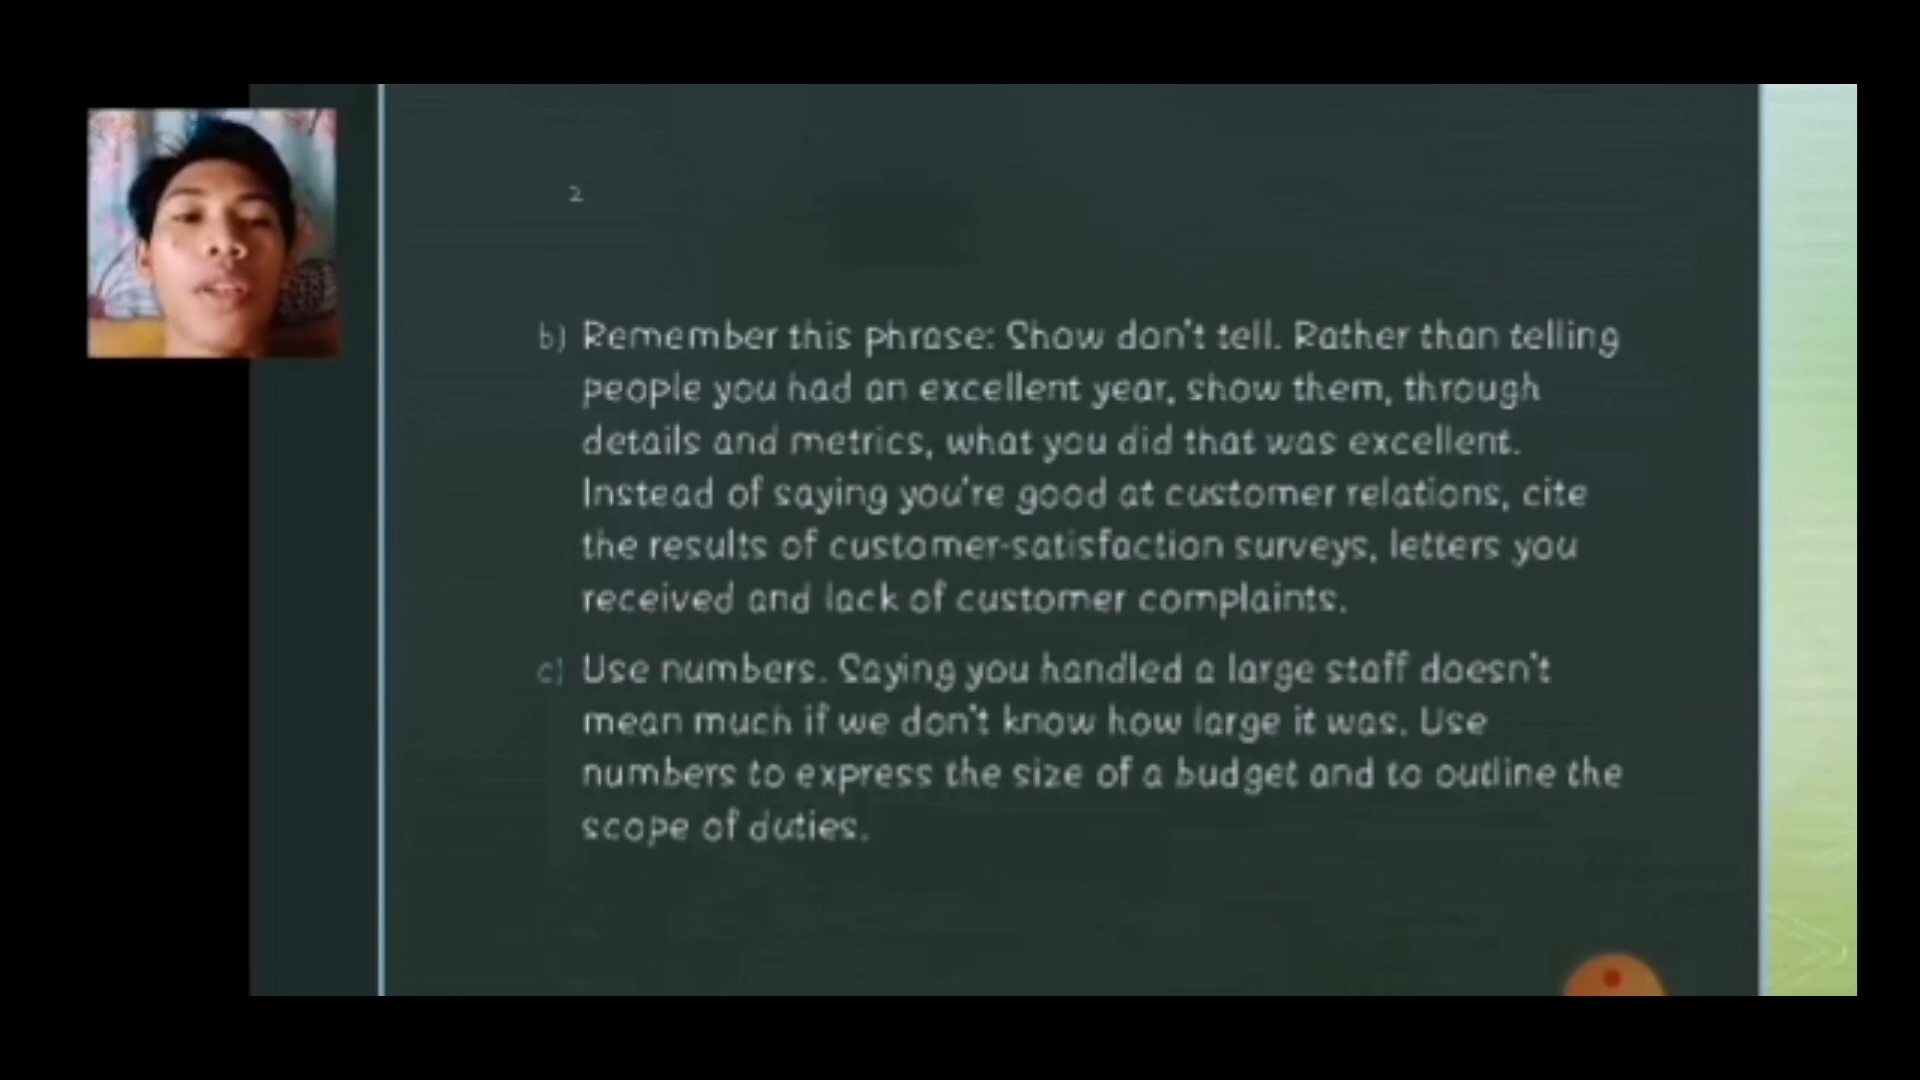 2
b) Remember this phrase: Show don't tell. Rather than telling
people you had an excellent year, show them, through
details and metrics, what you did that was excellent.
Instead of saying you're good at customer relations, cite
the results of customer-satisfaction surveys, letters you
received and lack of customer complaints.
c) Use numbers. Saying you handled a large staff doesn't
mean much if we don't know how large it was. Use
numbers to express the size of a budget and to outline the
scope of duties.